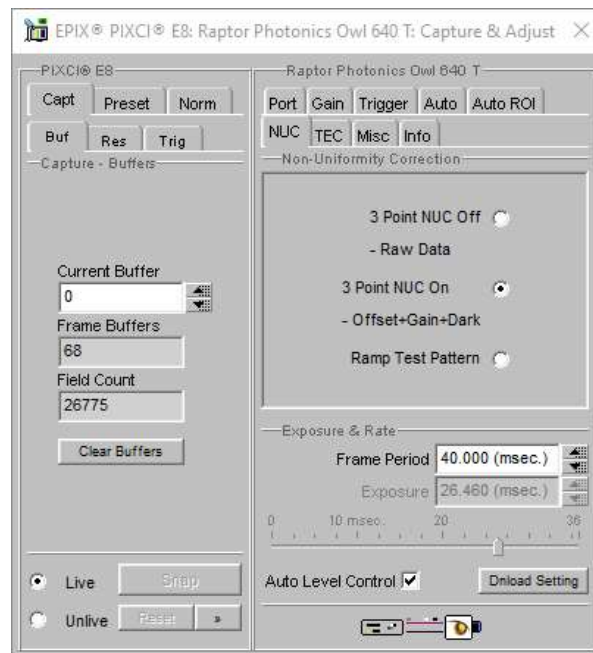 EPIX® PIXCI® E8: Raptor Photonics Owl 640 T: Capture & Adjust
PIXCI® E8
Capt Preset Norm
Buf Res Trig
Capture - Buffers
Current Buffer
0
Frame Buffers
68
Field Count
26775
Clear Buffers
Live Snap
Unlive Reset »
Raptor Photonics Owl 640 T
Port Gain Trigger Auto Auto ROI
NUC TEC Misc Info
Non-Uniformity Correction
3 Point NUC Off
- Raw Data
3 Point NUC On
- Offset+Gain+Dark
Ramp Test Pattern
Exposure & Rate
Frame Period 40.000 (msec.)
Exposure 26.460 (msec.)
0 10 msec. 20 36
Auto Level Control Dnload Setting